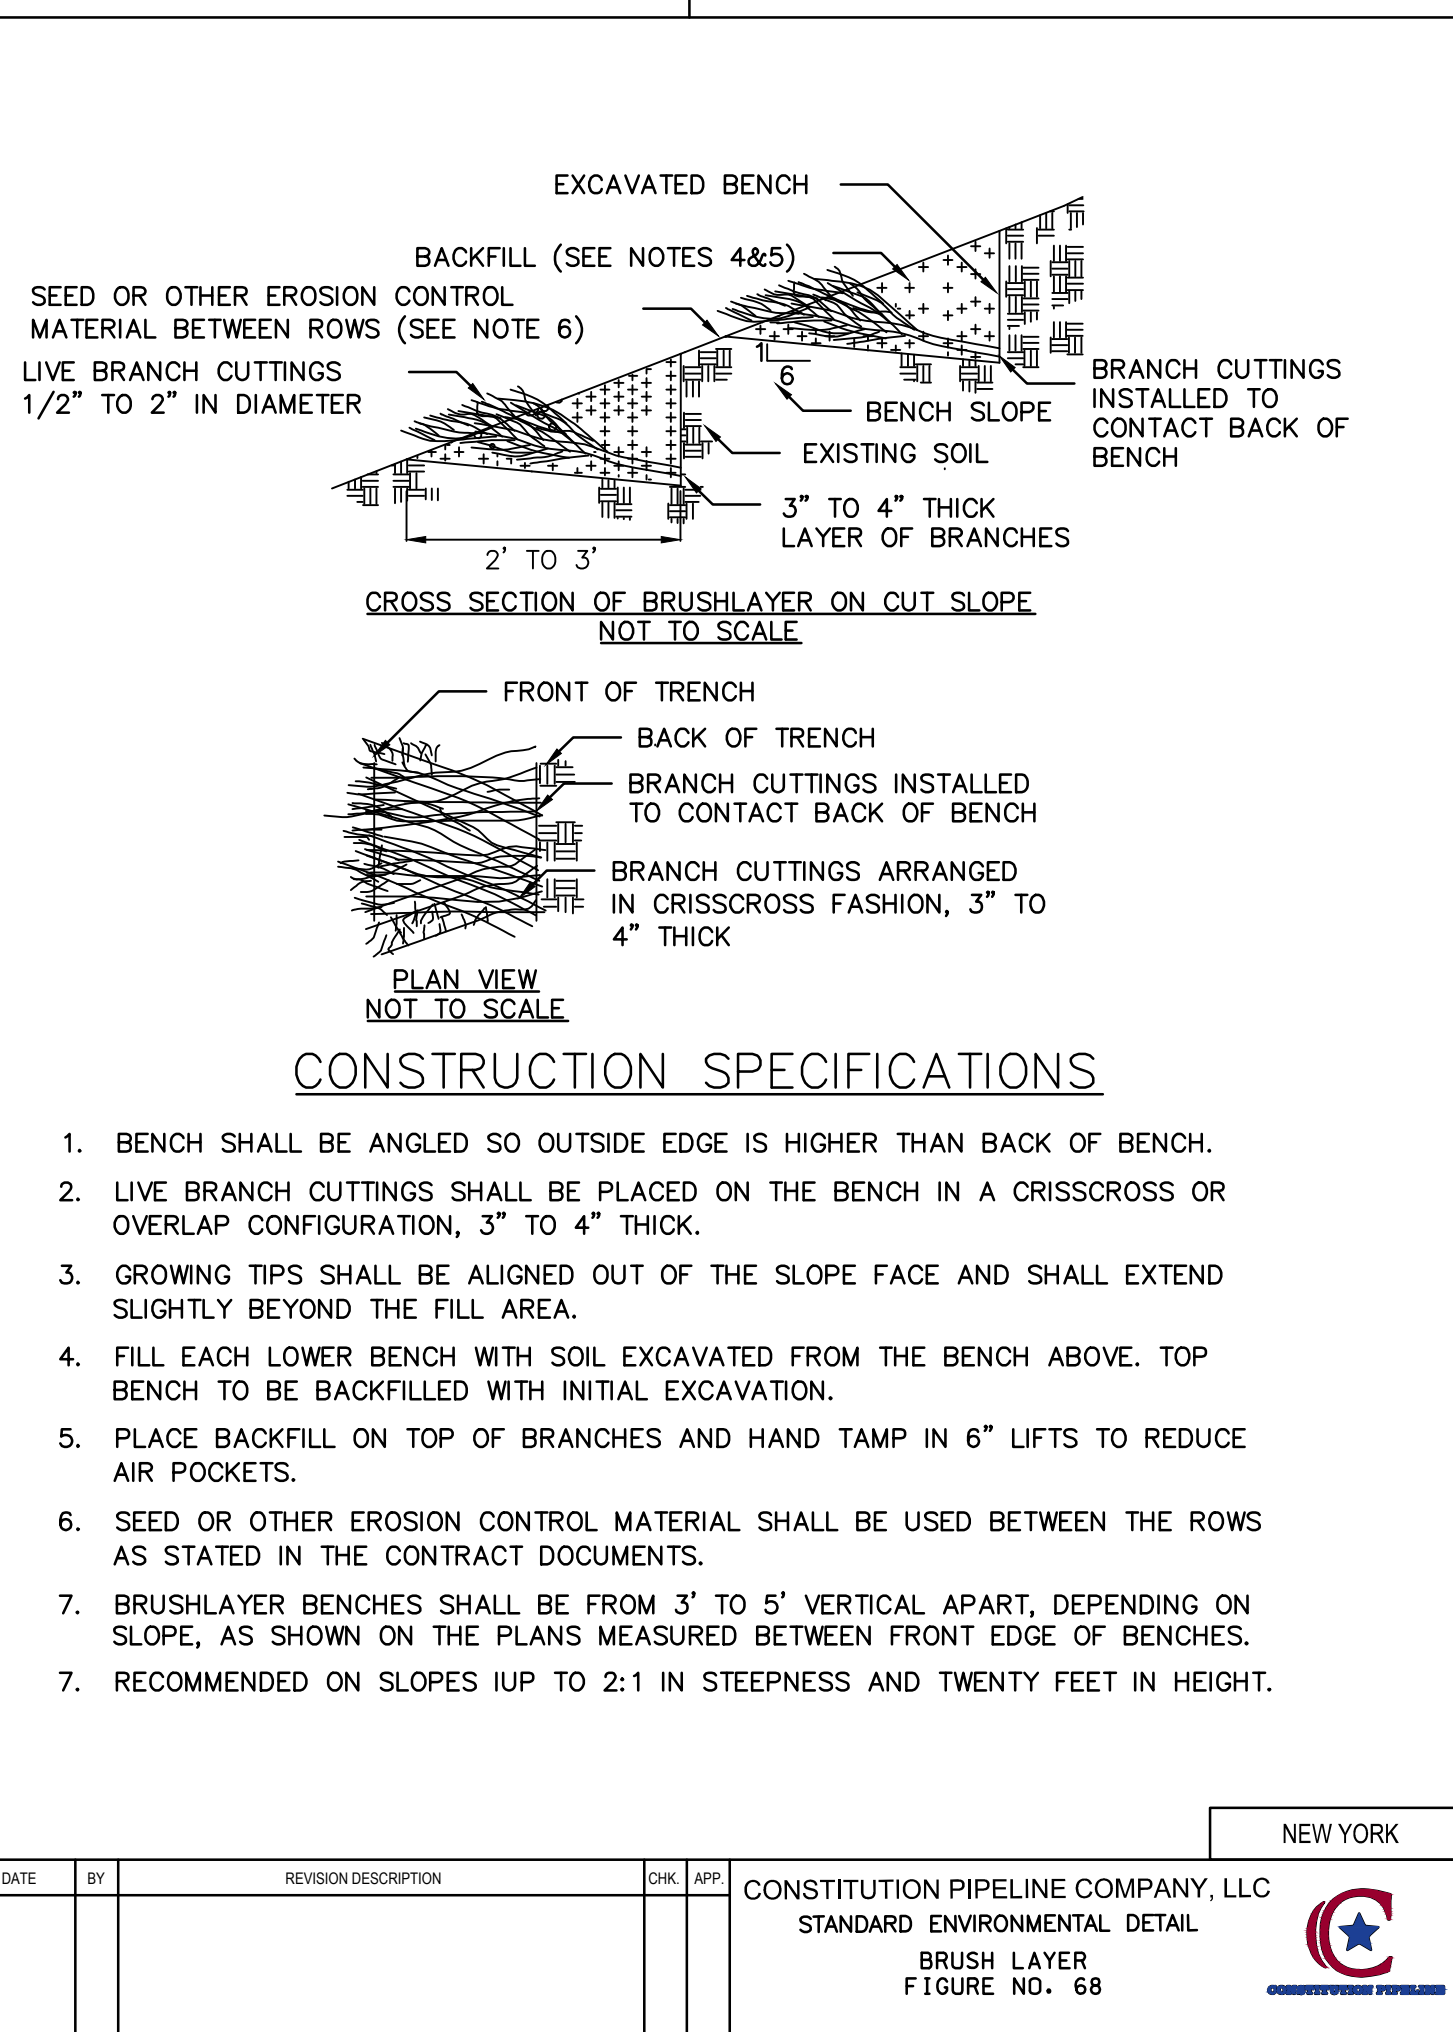 EXCAVATED BENCH
BACKFILL (SEE NOTES 4&5)
SEED OR OTHER EROSION CONTROL
MATERIAL BETWEEN ROWS (SEE NOTE 6)
LIVE BRANCH CUTTINGS
1/2” TO 2” IN DIAMETER
1
6
BRANCH CUTTINGS
INSTALLED TO
CONTACT BACK OF
BENCH
BENCH SLOPE
EXISTING SOIL
3” TO 4” THICK
LAYER OF BRANCHES
2’ TO 3’
CROSS SECTION OF BRUSHLAYER ON CUT SLOPE
NOT TO SCALE
FRONT OF TRENCH
BACK OF TRENCH
BRANCH CUTTINGS INSTALLED
TO CONTACT BACK OF BENCH
BRANCH CUTTINGS ARRANGED
IN CRISSCROSS FASHION, 3” TO
4” THICK
PLAN VIEW
NOT TO SCALE
CONSTRUCTION SPECIFICATIONS
1. BENCH SHALL BE ANGLED SO OUTSIDE EDGE IS HIGHER THAN BACK OF BENCH.
2. LIVE BRANCH CUTTINGS SHALL BE PLACED ON THE BENCH IN A CRISSCROSS OR
OVERLAP CONFIGURATION, 3” TO 4” THICK.
3. GROWING TIPS SHALL BE ALIGNED OUT OF THE SLOPE FACE AND SHALL EXTEND
SLIGHTLY BEYOND THE FILL AREA.
4. FILL EACH LOWER BENCH WITH SOIL EXCAVATED FROM THE BENCH ABOVE. TOP
BENCH TO BE BACKFILLED WITH INITIAL EXCAVATION.
5. PLACE BACKFILL ON TOP OF BRANCHES AND HAND TAMP IN 6” LIFTS TO REDUCE
AIR POCKETS.
6. SEED OR OTHER EROSION CONTROL MATERIAL SHALL BE USED BETWEEN THE ROWS
AS STATED IN THE CONTRACT DOCUMENTS.
7. BRUSHLAYER BENCHES SHALL BE FROM 3’ TO 5’ VERTICAL APART, DEPENDING ON
SLOPE, AS SHOWN ON THE PLANS MEASURED BETWEEN FRONT EDGE OF BENCHES.
7. RECOMMENDED ON SLOPES IUP TO 2:1 IN STEEPNESS AND TWENTY FEET IN HEIGHT.
NEW YORK
DATE BY REVISION DESCRIPTION CHK. APP.
CONSTITUTION PIPELINE COMPANY, LLC
STANDARD ENVIRONMENTAL DETAIL
BRUSH LAYER
FIGURE NO. 68
CONSTITUTION PIPELINE